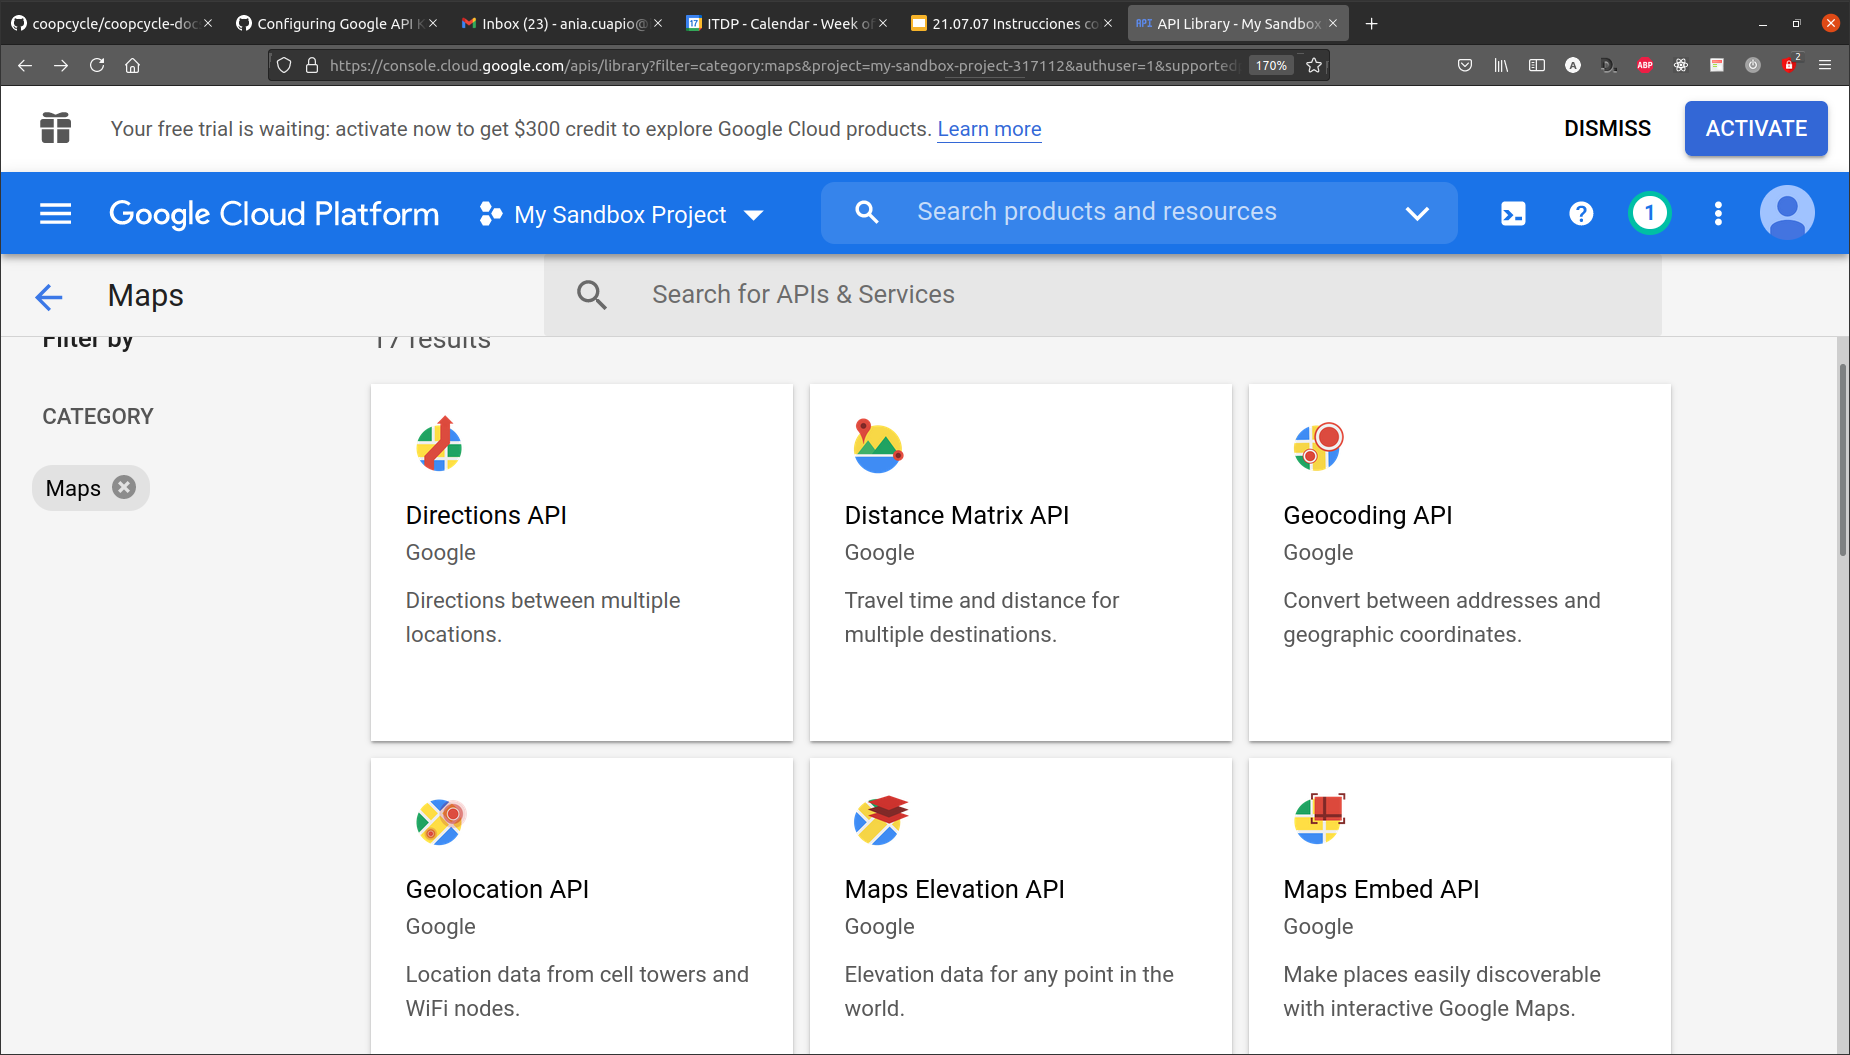 coopcycle/coopcycle-doc
Configuring Google API K
Inbox (23) - ania.cuapio@
17
ITDP - Calendar - Week of
21.07.07 Instrucciones co
API
API Library - My Sandbox
https://console.cloud.google.com/apis/library?filter=category:maps&project=my-sandbox-project-317112&authuser=1&supported
170%
A
ABP
2
Your free trial is waiting: activate now to get $300 credit to explore Google Cloud products. Learn more
DISMISS
ACTIVATE
Google Cloud Platform
My Sandbox Project
Search products and resources
?
1
Maps
Search for APIs & Services
Filter by
17 results
CATEGORY
Maps
Directions API
Google
Directions between multiple
locations.
Distance Matrix API
Google
Travel time and distance for
multiple destinations.
Geocoding API
Google
Convert between addresses and
geographic coordinates.
Geolocation API
Google
Location data from cell towers and
WiFi nodes.
Maps Elevation API
Google
Elevation data for any point in the
world.
Maps Embed API
Google
Make places easily discoverable
with interactive Google Maps.